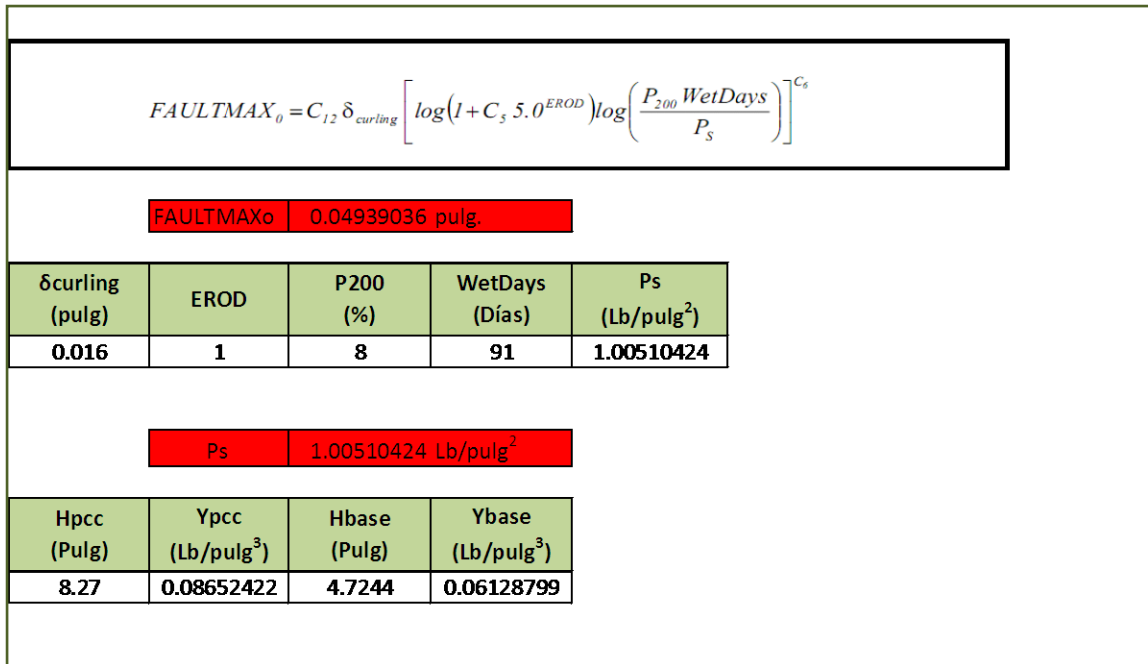 FAULTMAX₀ = C₁₂ δcurling [log(1+C₅ 5.0^EROD) log(P₂₀₀ WetDays / P_S)]^C₆
FAULTMAXo 0.04939036 pulg.
δcurling (pulg) EROD P200 (%) WetDays (Días) Ps (Lb/pulg²)
0.016 1 8 91 1.00510424
Ps 1.00510424 Lb/pulg²
Hpcc (Pulg) Ypcc (Lb/pulg³) Hbase (Pulg) Ybase (Lb/pulg³)
8.27 0.08652422 4.7244 0.06128799